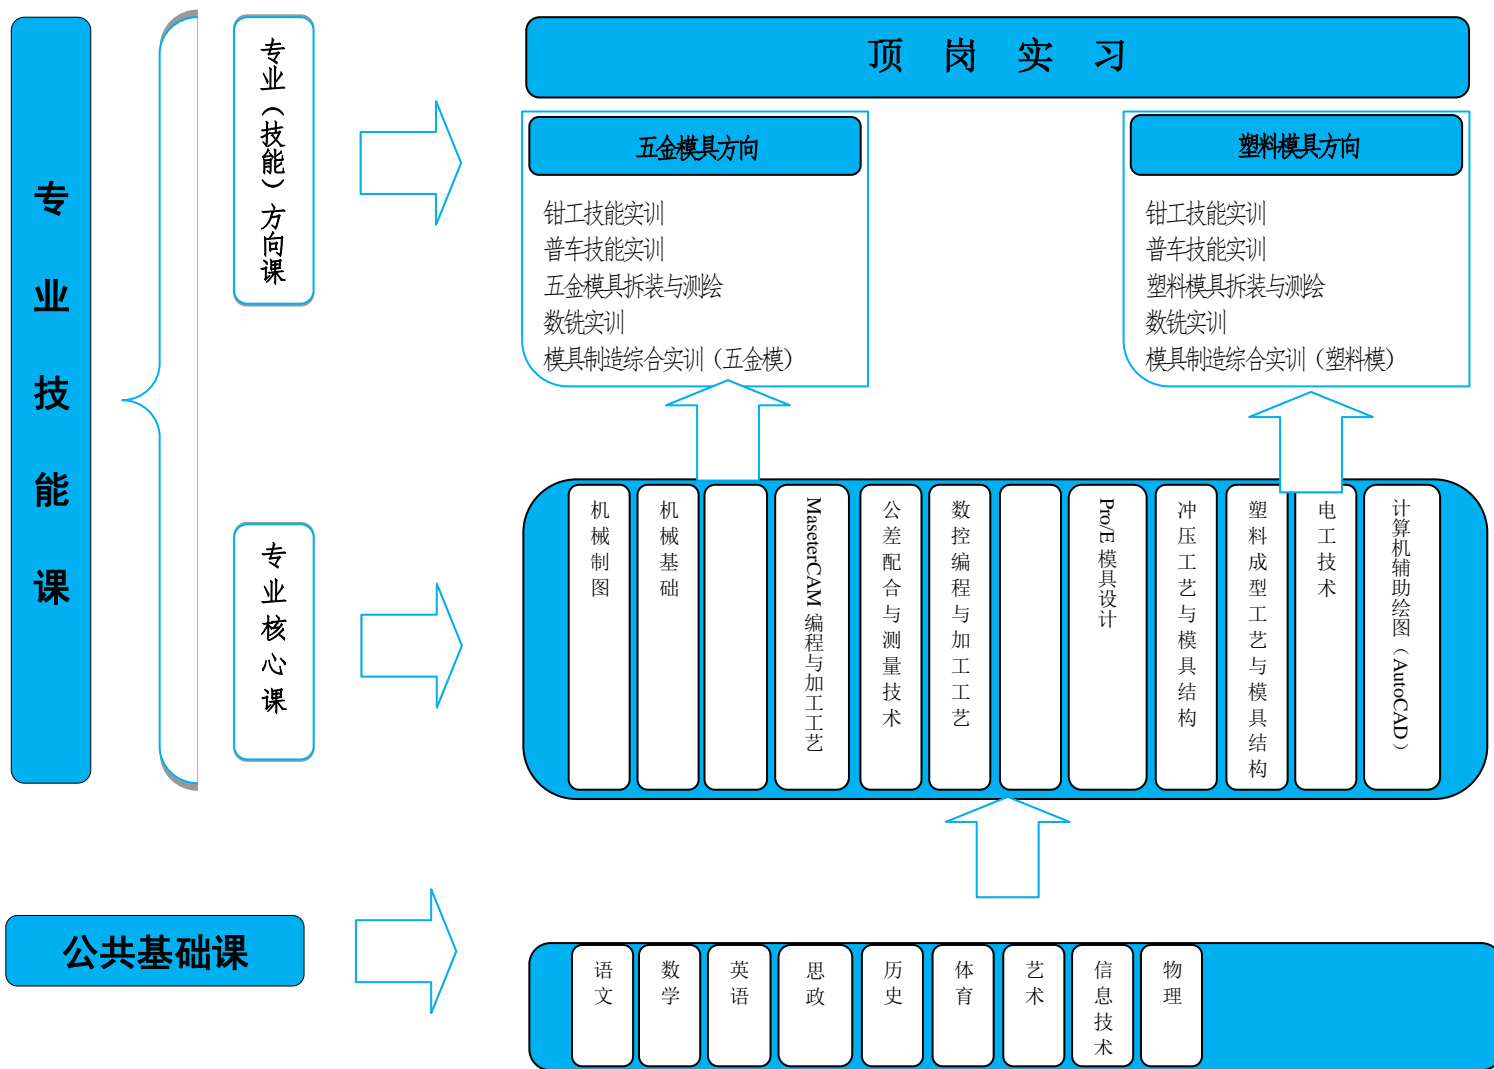 专业技能课
专业（技能）方向课
顶岗实习
五金模具方向
钳工技能实训
普车技能实训
五金模具拆装与测绘
数铣实训
模具制造综合实训（五金模）
塑料模具方向
钳工技能实训
普车技能实训
塑料模具拆装与测绘
数铣实训
模具制造综合实训（塑料模）
专业核心课
机械制图
机械基础
MaseterCAM 编程与加工工艺
公差配合与测量技术
数控编程与加工工艺
Pro/E 模具设计
冲压工艺与模具结构
塑料成型工艺与模具结构
电工技术
计算机辅助绘图（AutoCAD）
公共基础课
语文
数学
英语
思政
历史
体育
艺术
信息技术
物理